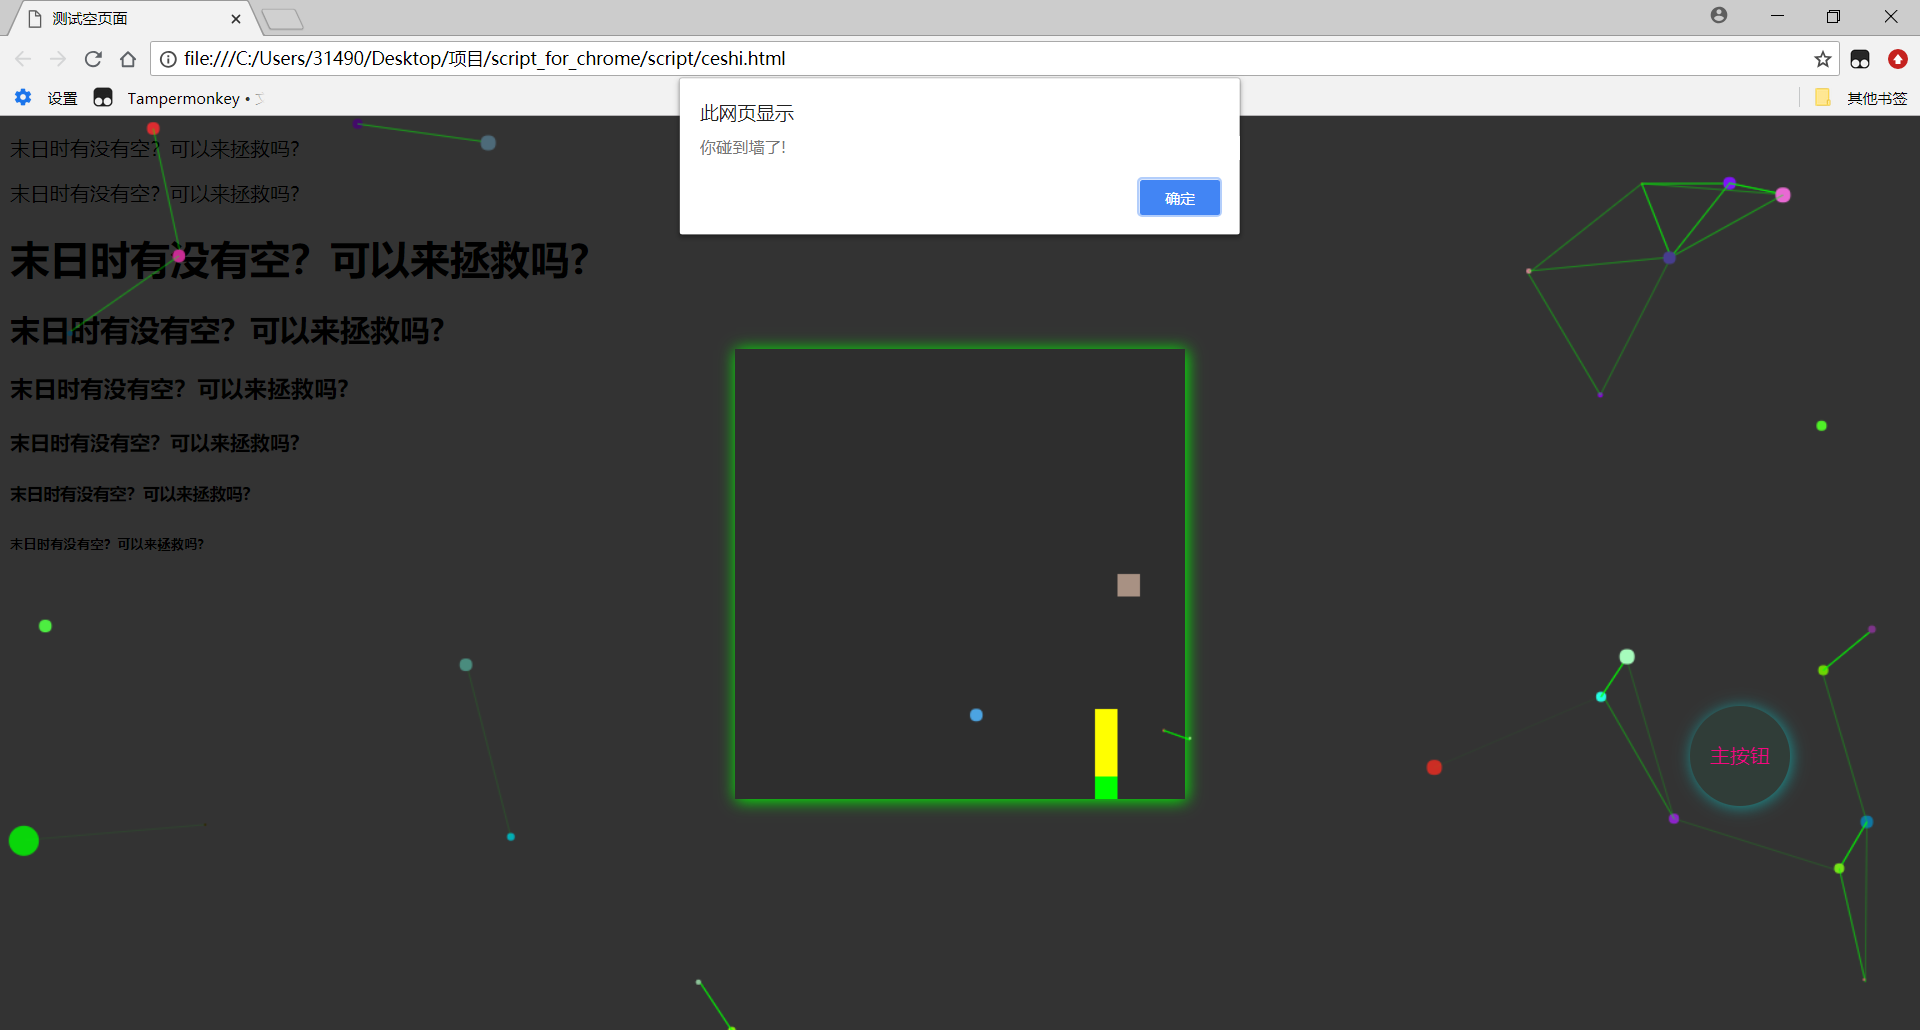 测试空页面
file:///C:/Users/31490/Desktop/项目/script_for_chrome/script/ceshi.html
设置
Tampermonkey •
其他书签
此网页显示
你碰到墙了!
确定
末日时有没有空？可以来拯救吗?
末日时有没有空？可以来拯救吗?
末日时有没有空？可以来拯救吗?
末日时有没有空？可以来拯救吗?
末日时有没有空？可以来拯救吗?
末日时有没有空？可以来拯救吗?
末日时有没有空？可以来拯救吗?
末日时有没有空？可以来拯救吗?
主按钮